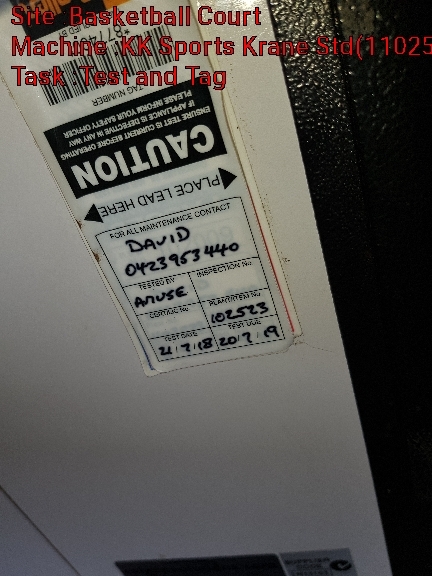 Site Basketball Court
Machine KK Sports Krane Std(11025
Task Test and Tag
TAG NUMBER
PLEASE INFORM YOUR SAFETY OFFICER
IF APPLIANCE IS DEFECTIVE IN ANY WAY
ENSURE TEST IS CURRENT BEFORE OPERATING
CAUTION
PLACE LEAD HERE
FOR ALL MAINTENANCE CONTACT
DAVID
0423953440
TESTED BY INSPECTION No
AMUSE
CERT/LIC No PLANT/ITEM No
102523
TEST DATE TEST DUE
21/7/18 20/7/19